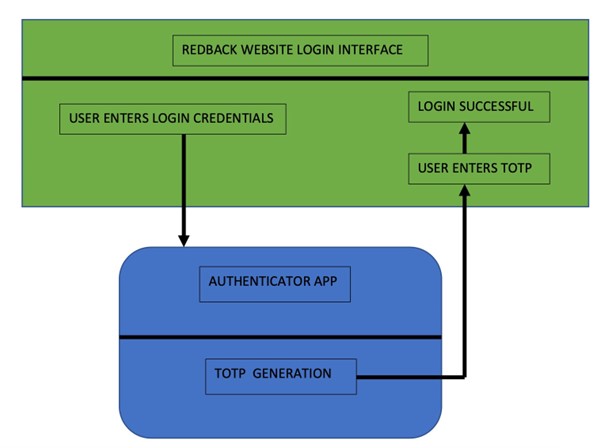 REDBACK WEBSITE LOGIN INTERFACE
USER ENTERS LOGIN CREDENTIALS
LOGIN SUCCESSFUL
USER ENTERS TOTP
AUTHENTICATOR APP
TOTP GENERATION